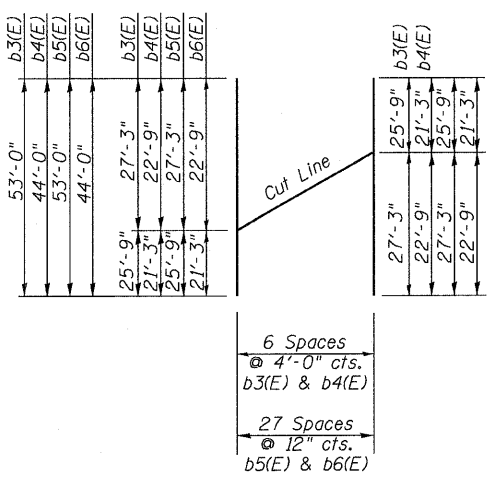 b3(E)
b4(E)
b5(E)
b6(E)
b3(E)
b4(E)
b5(E)
b6(E)
b3(E)
b4(E)
53'-0"
44'-0"
53'-0"
44'-0"
27'-3"
22'-9"
27'-3"
22'-9"
25'-9"
21'-3"
25'-9"
21'-3"
Cut Line
25'-9"
21'-3"
25'-9"
21'-3"
27'-3"
22'-9"
27'-3"
22'-9"
6 Spaces
@ 4'-0" cts.
b3(E) & b4(E)
27 Spaces
@ 12" cts.
b5(E) & b6(E)